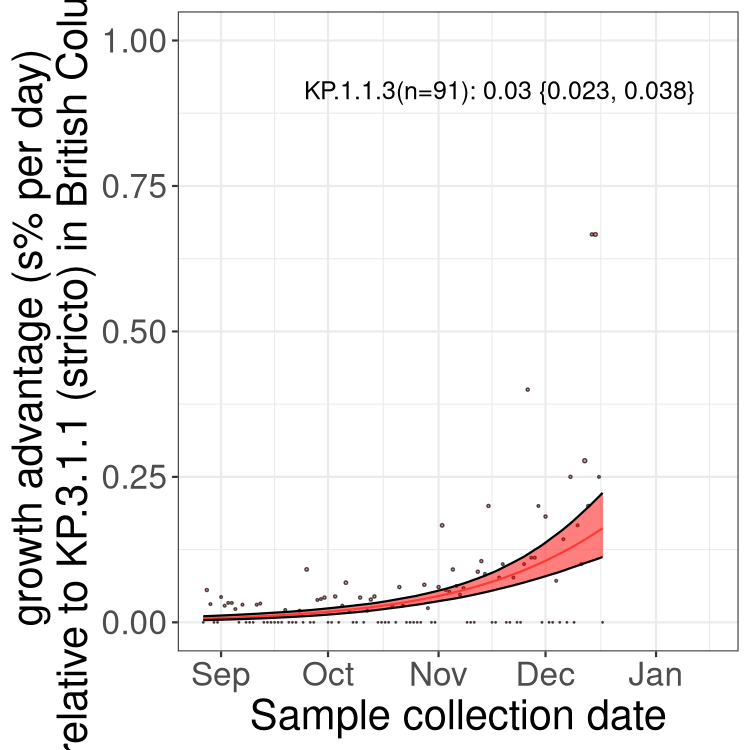 growth advantage (s% per day)
relative to KP.3.1.1 (stricto) in British Colu
1.00
0.75
0.50
0.25
0.00
KP.1.1.3(n=91): 0.03 {0.023, 0.038}
Sep Oct Nov Dec Jan
Sample collection date